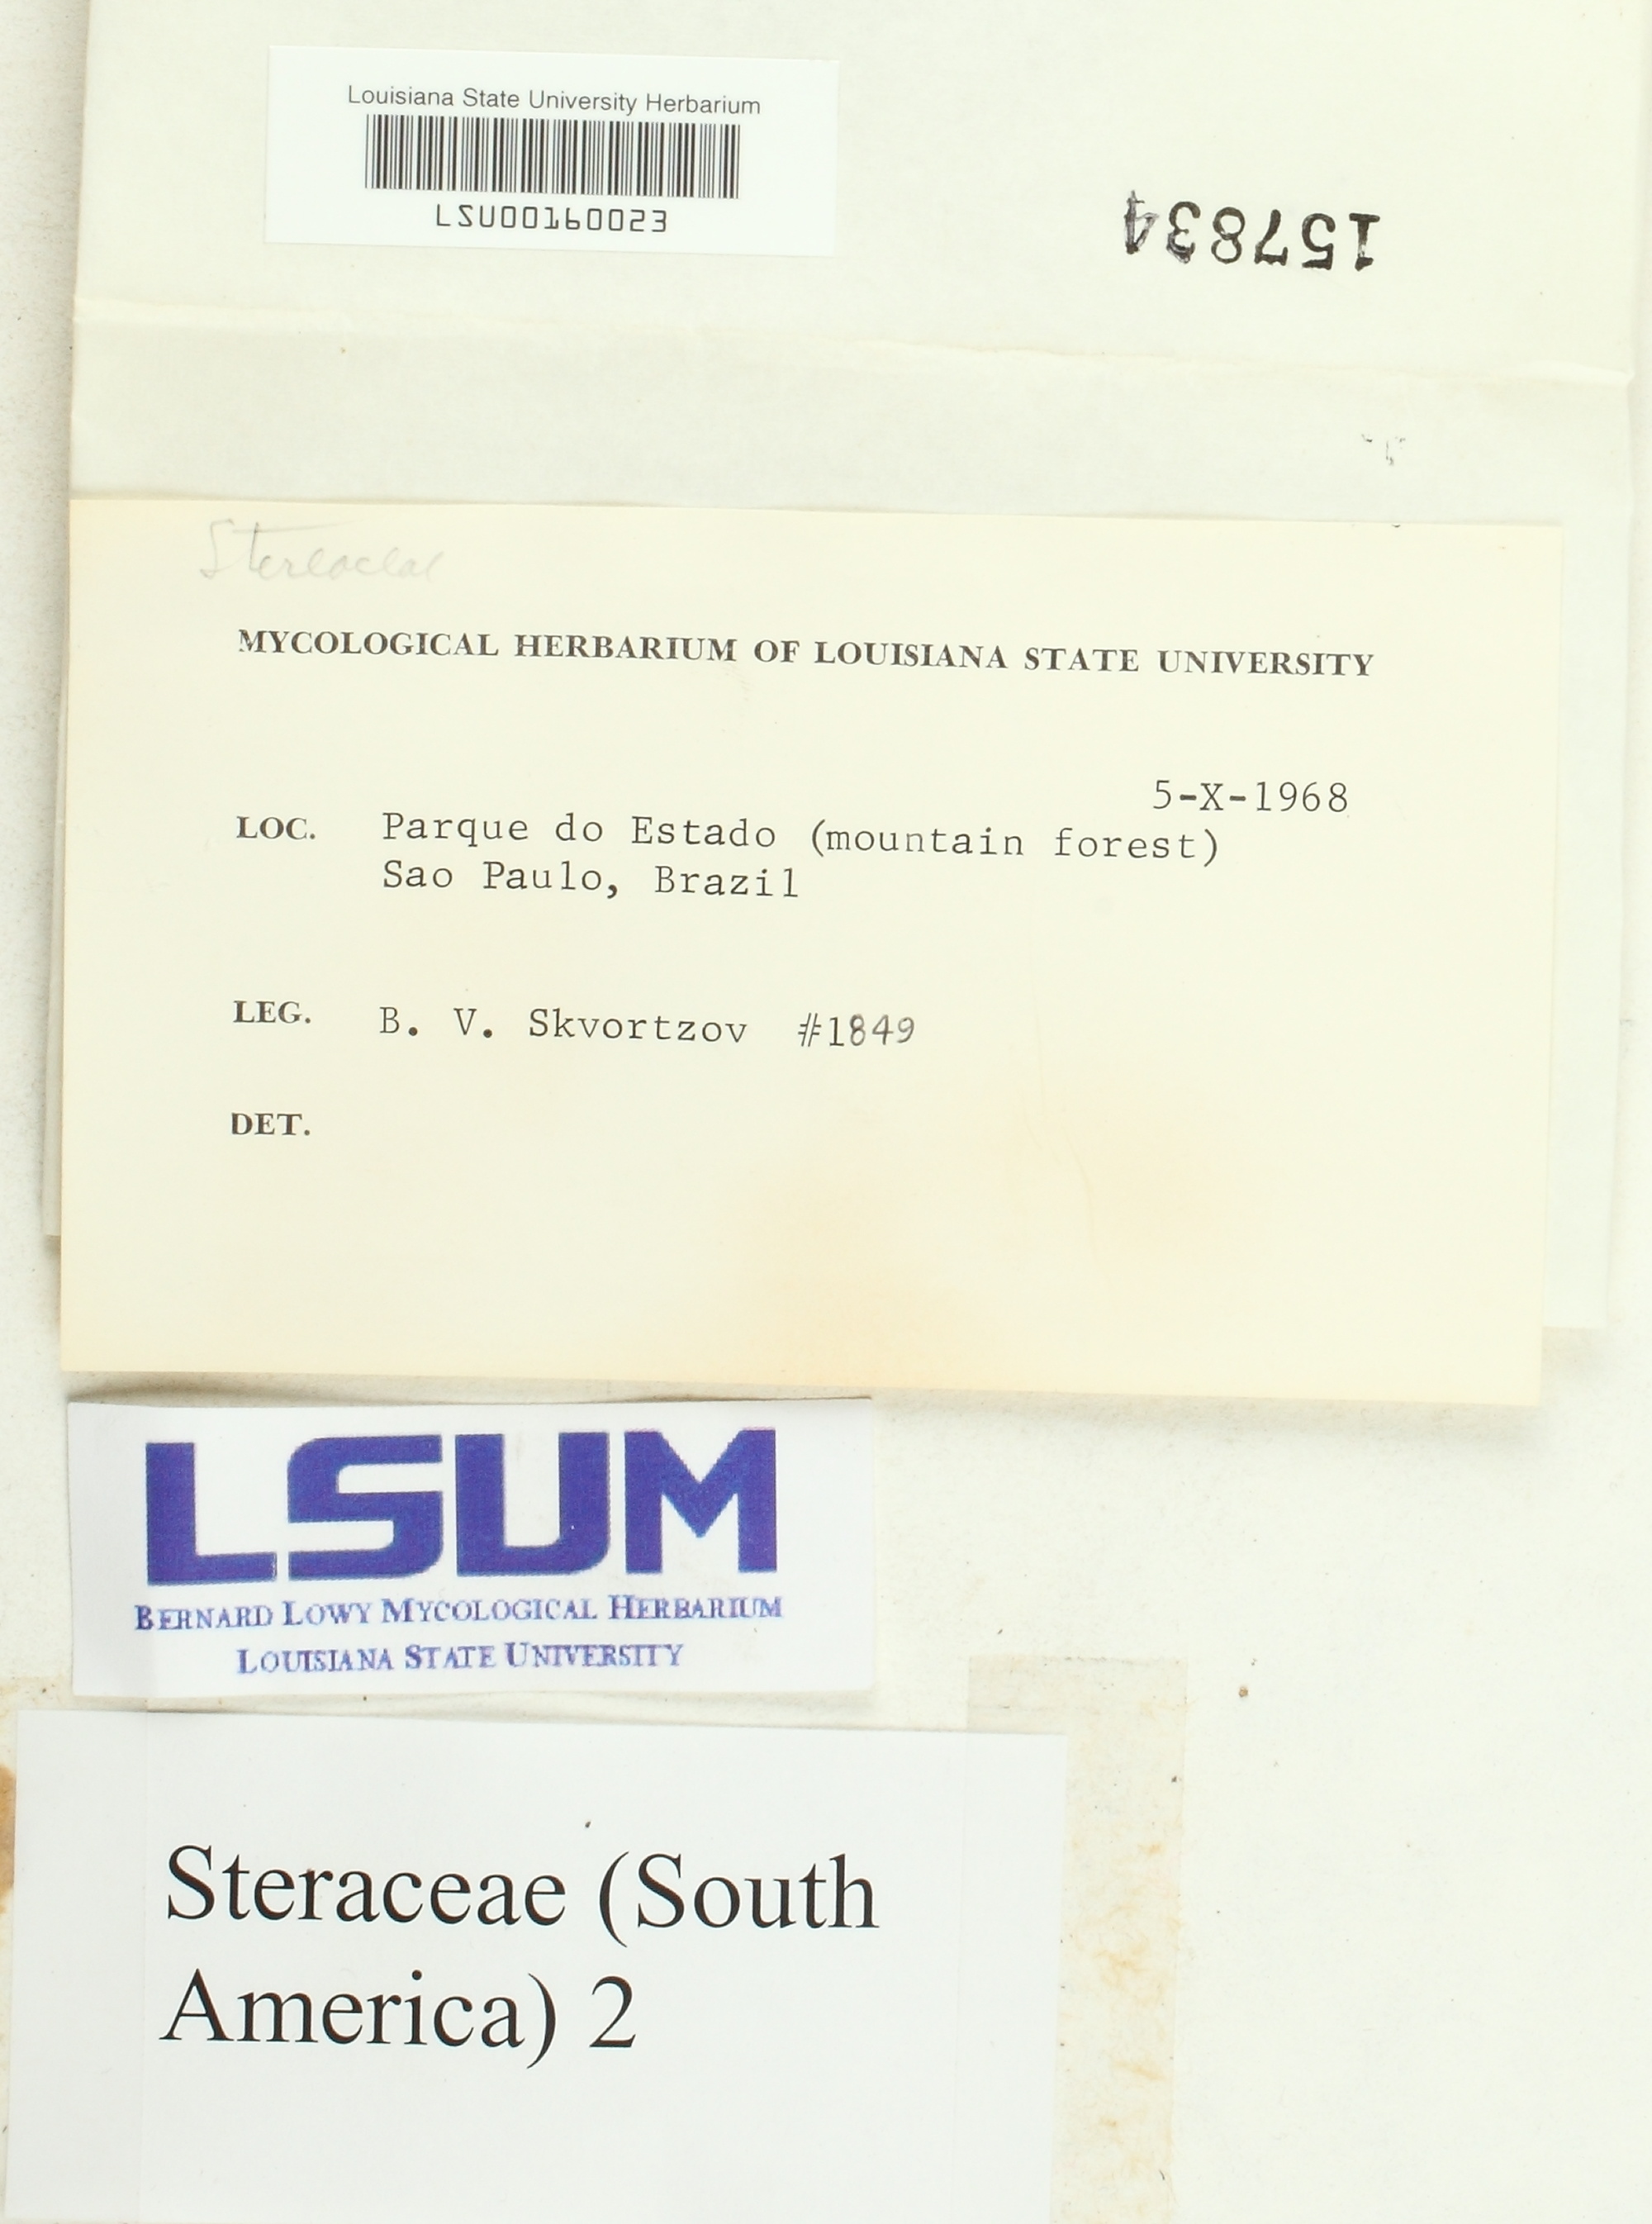 Louisiana State University Herbarium
LSU00160023
157834
MYCOLOGICAL HERBARIUM OF LOUISIANA STATE UNIVERSITY
5-X-1968
LOC. Parque do Estado (mountain forest)
Sao Paulo, Brazil
LEG. B. V. Skvortzov #1849
DET.
LSUM
BERNARD LOWY MYCOLOGICAL HERBARIUM
LOUISIANA STATE UNIVERSITY
Steraceae (South
America) 2